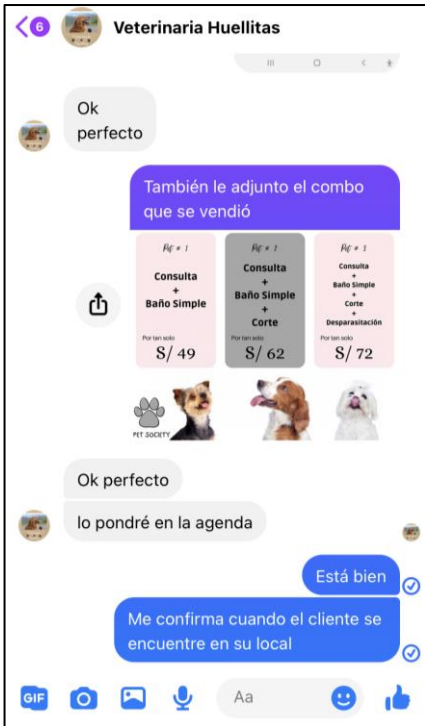 6
Veterinaria Huellitas
Ok
perfecto
También le adjunto el combo
que se vendió
Consulta
+
Baño Simple
Por tan solo
S/ 49
Consulta
+
Baño Simple
+
Corte
Por tan solo
S/ 62
Consulta
+
Baño Simple
+
Corte
+
Desparasitación
Por tan solo
S/ 72
PET SOCIETY
Ok perfecto
lo pondré en la agenda
Está bien
Me confirma cuando el cliente se
encuentre en su local
GIF
Aa